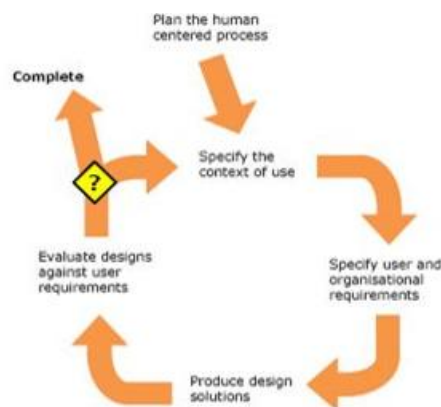 Plan the human
centered process
Complete
?
Specify the
context of use
Evaluate designs
against user
requirements
Specify user and
organisational
requirements
Produce design
solutions